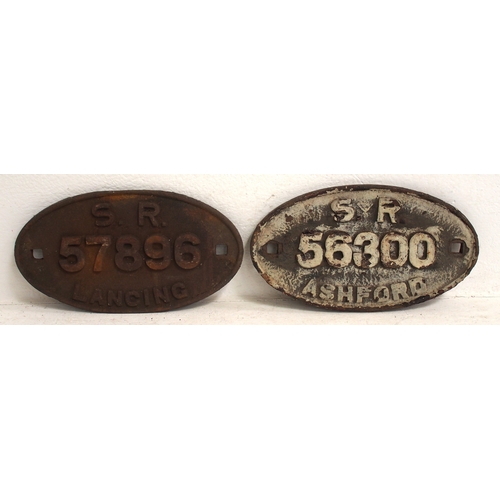 S. R.
57896
LANCING
S R
56300
ASHFORD